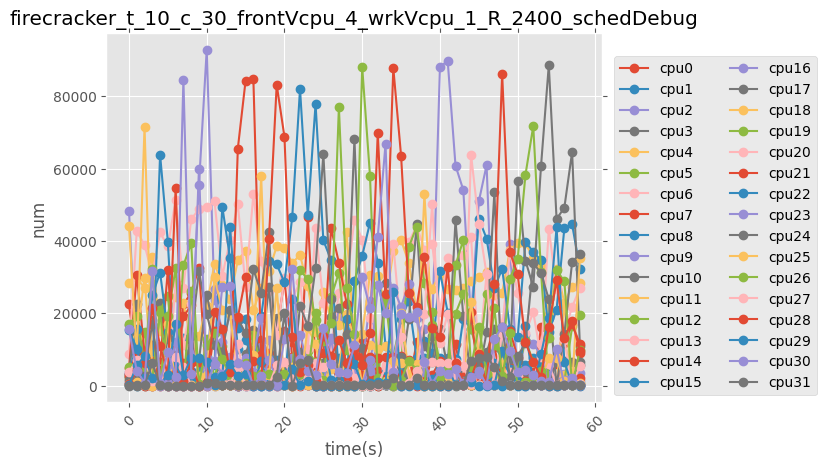 firecracker_t_10_c_30_frontVcpu_4_wrkVcpu_1_R_2400_schedDebug
num
80000
60000
40000
20000
0
0
10
20
30
40
50
60
time(s)
cpu0
cpu1
cpu2
cpu3
cpu4
cpu5
cpu6
cpu7
cpu8
cpu9
cpu10
cpu11
cpu12
cpu13
cpu14
cpu15
cpu16
cpu17
cpu18
cpu19
cpu20
cpu21
cpu22
cpu23
cpu24
cpu25
cpu26
cpu27
cpu28
cpu29
cpu30
cpu31